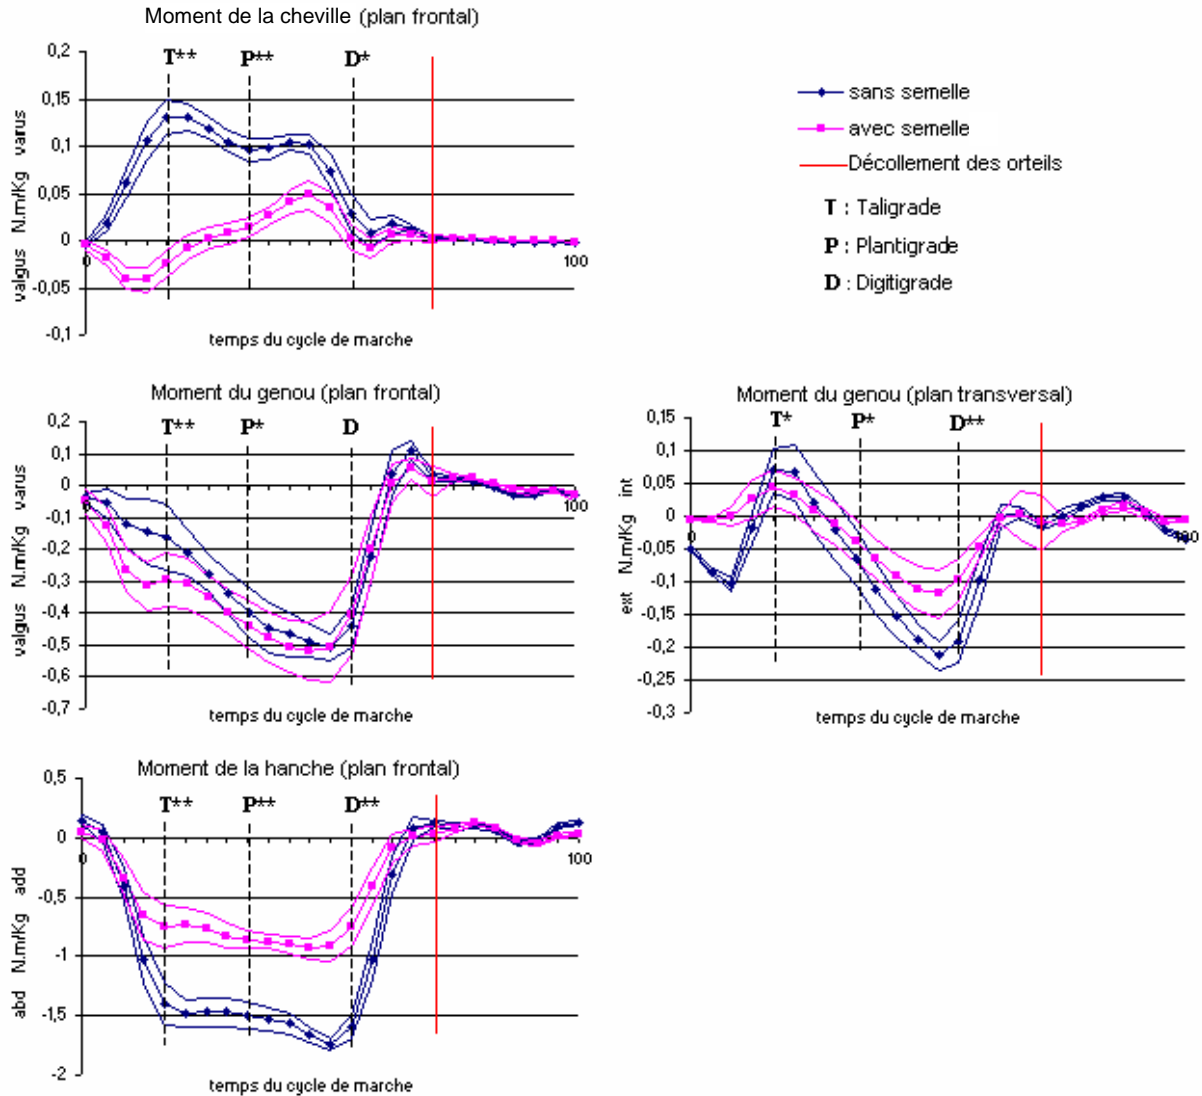 Moment de la cheville (plan frontal)
0,2
0,15
0,1
0,05
0
-0,05
-0,1
valgus N.m/Kg varus
T** P** D*
0 100
temps du cycle de marche
sans semelle
avec semelle
Décollement des orteils
T : Taligrade
P : Plantigrade
D : Digitigrade
Moment du genou (plan frontal)
0,2
0,1
0
-0,1
-0,2
-0,3
-0,4
-0,5
-0,6
-0,7
valgus N.m/Kg varus
T** P* D
0 100
temps du cycle de marche
Moment du genou (plan transversal)
0,15
0,1
0,05
0
-0,05
-0,1
-0,15
-0,2
-0,25
-0,3
ext N.m/Kg int
T* P* D**
0 100
temps du cycle de marche
Moment de la hanche (plan frontal)
0,5
0
-0,5
-1
-1,5
-2
abd N.m/Kg add
T** P** D**
0 100
temps du cycle de marche